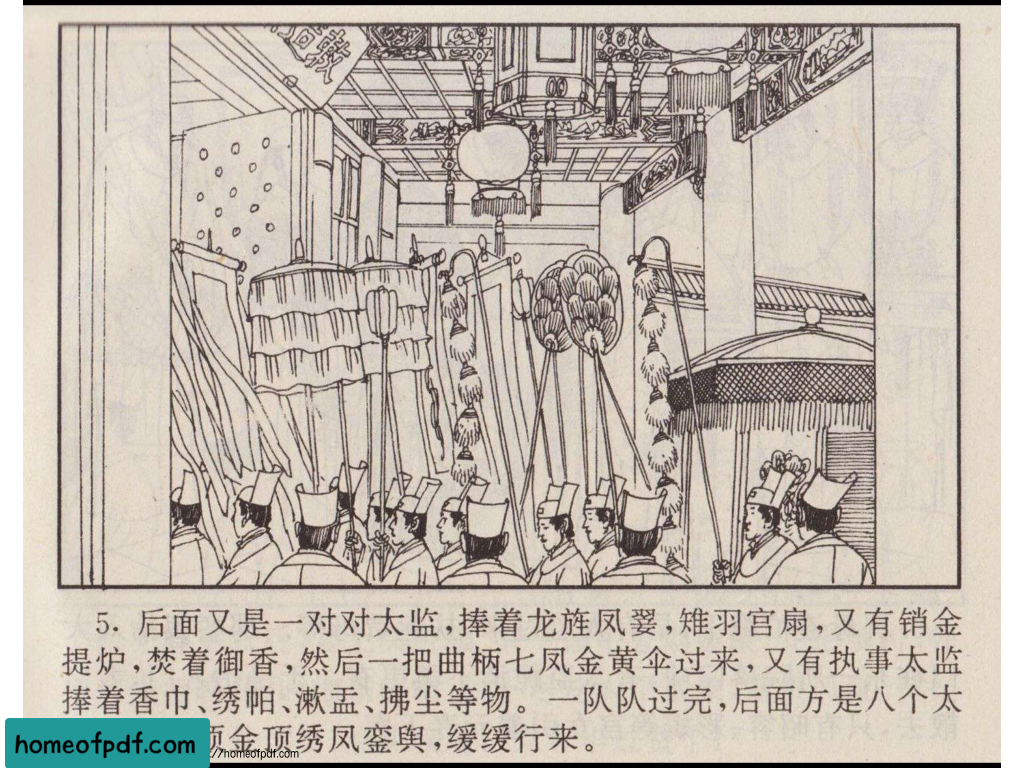 5. 后面又是一对对太监,捧着龙旌凤翣,雉羽宫扇,又有销金
提炉,焚着御香,然后一把曲柄七凤金黄伞过来,又有执事太监
捧着香巾、绣帕、漱盂、拂尘等物。一队队过完,后面方是八个太
顶金顶绣凤銮舆,缓缓行来。
homeofpdf.com
//homeofpdf.com